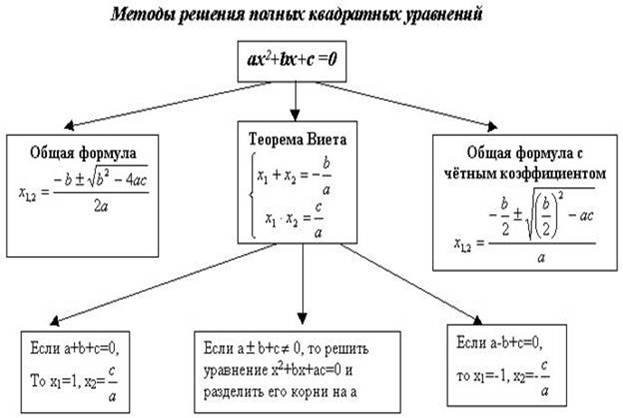 Методы решения полных квадратных уравнений
ax²+bx+c =0
Общая формула
x₁,₂ = (−b ± √(b² − 4ac)) / 2a
Теорема Виета
x₁ + x₂ = −b/a
x₁ · x₂ = c/a
Общая формула с
чётным коэффициентом
x₁,₂ = (−b/2 ± √((b/2)² − ac)) / a
Если a+b+c=0,
То x₁=1, x₂=c/a
Если a ± b+c ≠ 0, то решить
уравнение x²+bx+ac=0 и
разделить его корни на a
Если a-b+c=0,
то x₁=-1, x₂=-c/a